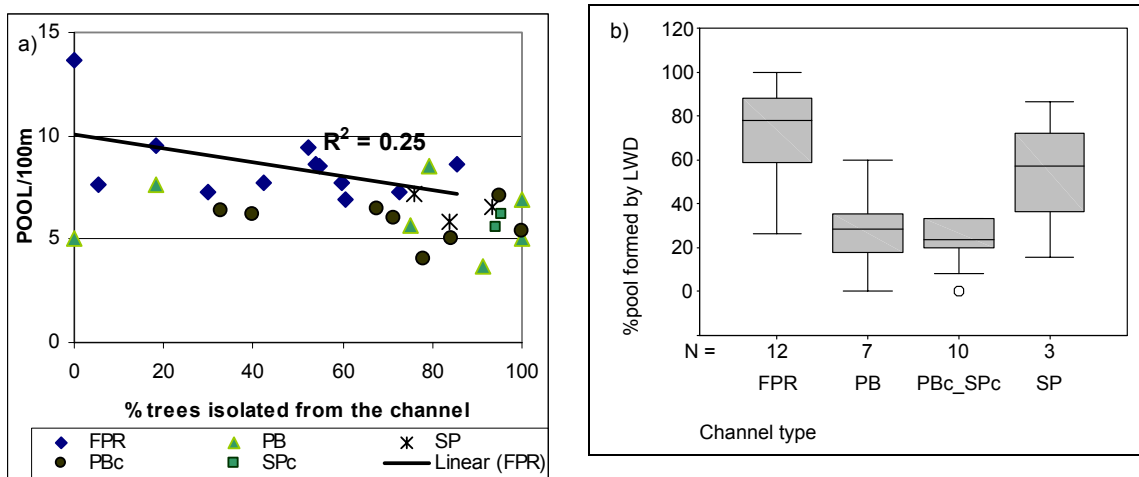 a)
15
10
5
0
POOL/100m
R² = 0.25
0 20 40 60 80 100
% trees isolated from the channel
FPR PB SP
PBc SPc Linear (FPR)
b)
120
100
80
60
40
20
0
%pool formed by LWD
N = 12 7 10 3
FPR PB PBc_SPc SP
Channel type